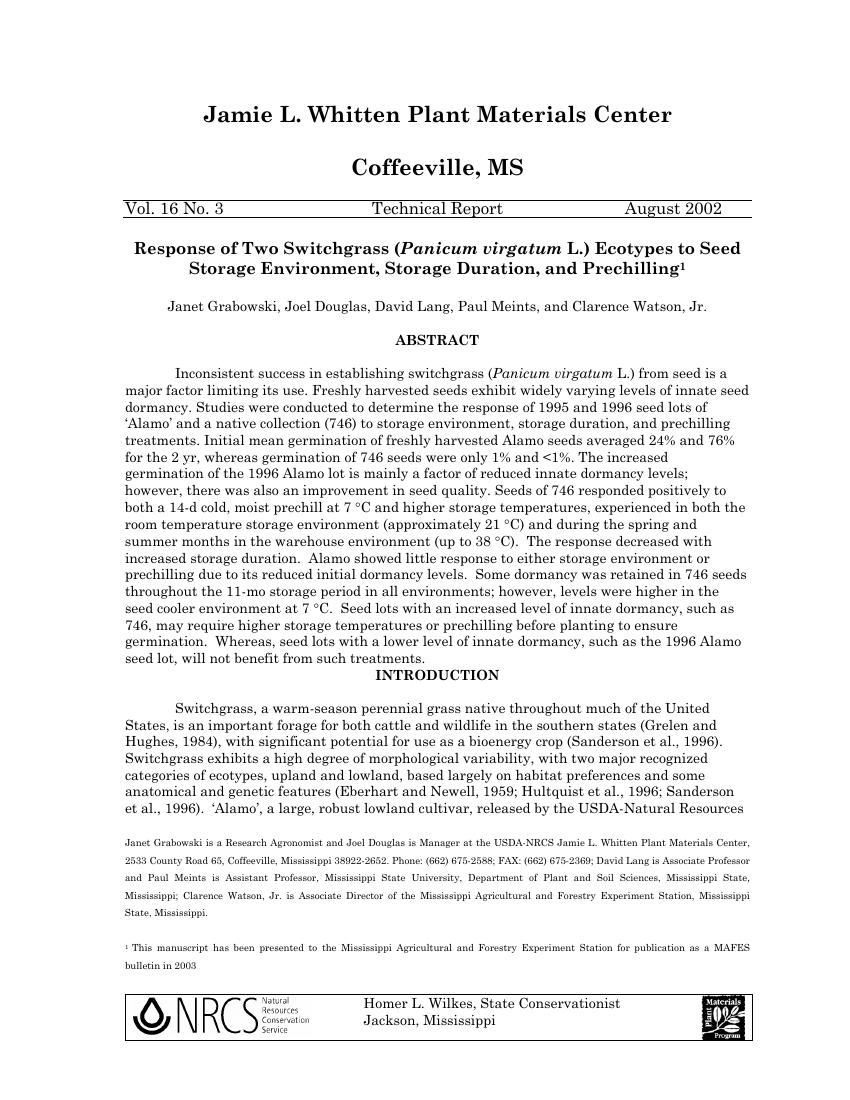 Jamie L. Whitten Plant Materials Center
Coffeeville, MS
Vol. 16 No. 3 Technical Report August 2002
Response of Two Switchgrass (Panicum virgatum L.) Ecotypes to Seed
Storage Environment, Storage Duration, and Prechilling¹
Janet Grabowski, Joel Douglas, David Lang, Paul Meints, and Clarence Watson, Jr.
ABSTRACT
Inconsistent success in establishing switchgrass (Panicum virgatum L.) from seed is a
major factor limiting its use. Freshly harvested seeds exhibit widely varying levels of innate seed
dormancy. Studies were conducted to determine the response of 1995 and 1996 seed lots of
‘Alamo’ and a native collection (746) to storage environment, storage duration, and prechilling
treatments. Initial mean germination of freshly harvested Alamo seeds averaged 24% and 76%
for the 2 yr, whereas germination of 746 seeds were only 1% and <1%. The increased
germination of the 1996 Alamo lot is mainly a factor of reduced innate dormancy levels;
however, there was also an improvement in seed quality. Seeds of 746 responded positively to
both a 14-d cold, moist prechill at 7 °C and higher storage temperatures, experienced in both the
room temperature storage environment (approximately 21 °C) and during the spring and
summer months in the warehouse environment (up to 38 °C). The response decreased with
increased storage duration. Alamo showed little response to either storage environment or
prechilling due to its reduced initial dormancy levels. Some dormancy was retained in 746 seeds
throughout the 11-mo storage period in all environments; however, levels were higher in the
seed cooler environment at 7 °C. Seed lots with an increased level of innate dormancy, such as
746, may require higher storage temperatures or prechilling before planting to ensure
germination. Whereas, seed lots with a lower level of innate dormancy, such as the 1996 Alamo
seed lot, will not benefit from such treatments.
INTRODUCTION
Switchgrass, a warm-season perennial grass native throughout much of the United
States, is an important forage for both cattle and wildlife in the southern states (Grelen and
Hughes, 1984), with significant potential for use as a bioenergy crop (Sanderson et al., 1996).
Switchgrass exhibits a high degree of morphological variability, with two major recognized
categories of ecotypes, upland and lowland, based largely on habitat preferences and some
anatomical and genetic features (Eberhart and Newell, 1959; Hultquist et al., 1996; Sanderson
et al., 1996). ‘Alamo’, a large, robust lowland cultivar, released by the USDA-Natural Resources
Janet Grabowski is a Research Agronomist and Joel Douglas is Manager at the USDA-NRCS Jamie L. Whitten Plant Materials Center,
2533 County Road 65, Coffeeville, Mississippi 38922-2652. Phone: (662) 675-2588; FAX: (662) 675-2369; David Lang is Associate Professor
and Paul Meints is Assistant Professor, Mississippi State University, Department of Plant and Soil Sciences, Mississippi State,
Mississippi; Clarence Watson, Jr. is Associate Director of the Mississippi Agricultural and Forestry Experiment Station, Mississippi
State, Mississippi.
¹ This manuscript has been presented to the Mississippi Agricultural and Forestry Experiment Station for publication as a MAFES
bulletin in 2003
NRCS
Natural
Resources
Conservation
Service
Homer L. Wilkes, State Conservationist
Jackson, Mississippi
Plant
Materials
Program